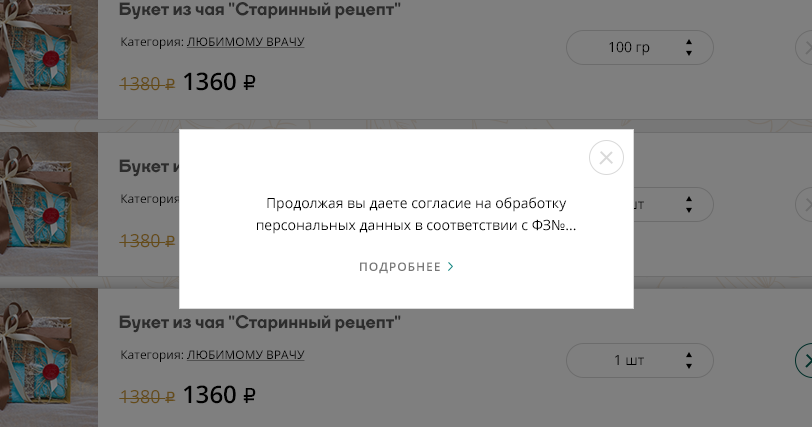 Букет из чая "Старинный рецепт"
Категория: ЛЮБИМОМУ ВРАЧУ
100 гр
1380 ₽ 1360 ₽
Букет и
Категория
шт
1380 ₽
Продолжая вы даете согласие на обработку
персональных данных в соответствии с ФЗ№...
ПОДРОБНЕЕ
Букет из чая "Старинный рецепт"
Категория: ЛЮБИМОМУ ВРАЧУ
1 шт
1380 ₽ 1360 ₽